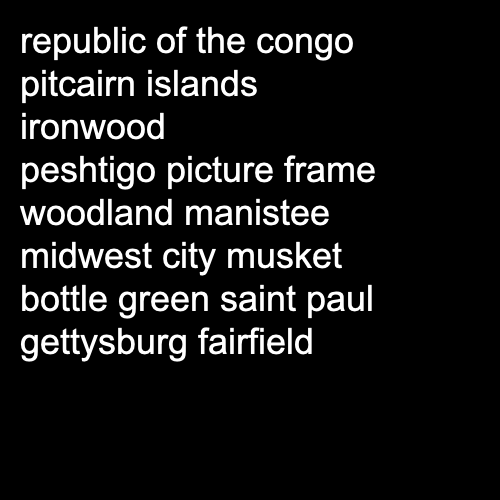 republic of the congo
pitcairn islands
ironwood
peshtigo picture frame
woodland manistee
midwest city musket
bottle green saint paul
gettysburg fairfield